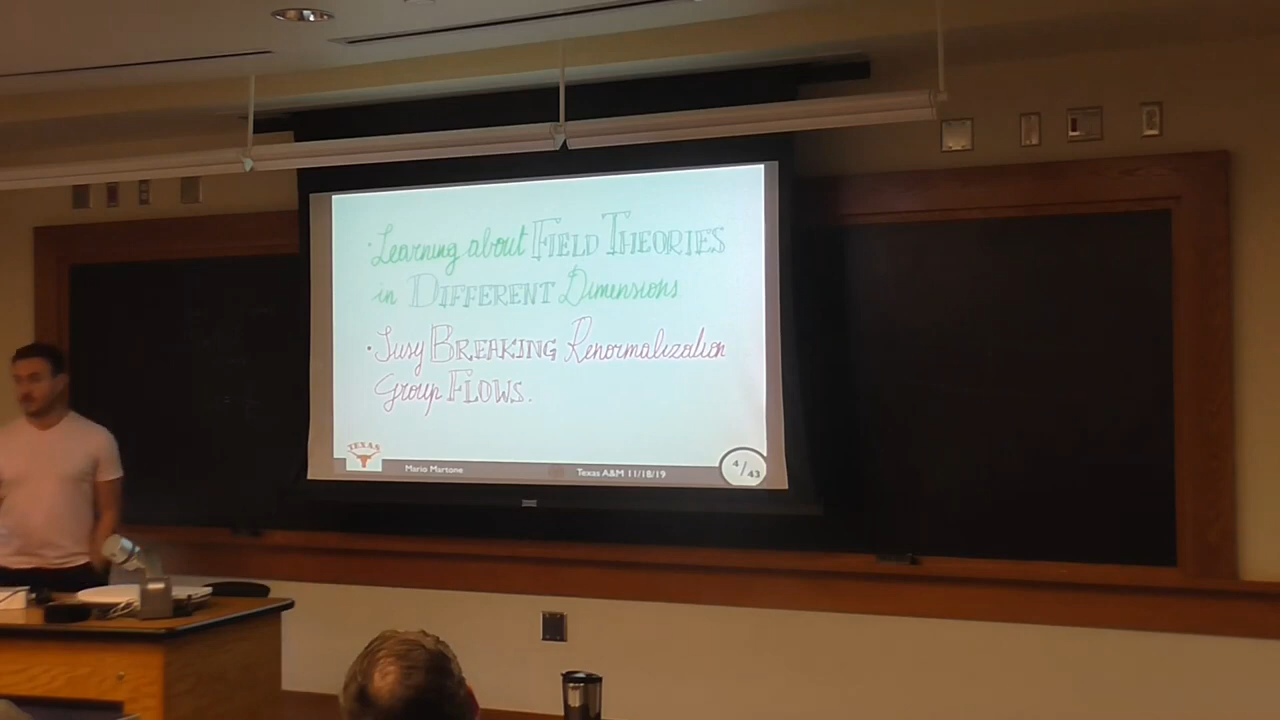 · Learning about FIELD THEORIES
in DIFFERENT Dimensions
· Susy BREAKING Renormalization
Group FLOWS.
TEXAS
Mario Martone
Texas A&M 11/18/19
4/43